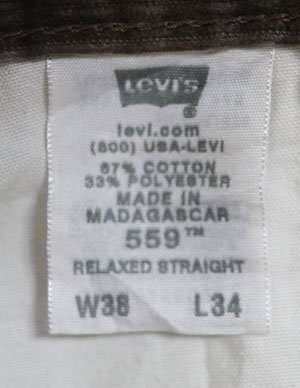 LEVI'S
®
levi.com
(800) USA-LEVI
67% COTTON
33% POLYESTER
MADE IN
MADAGASCAR
559™
RELAXED STRAIGHT
W38 L34